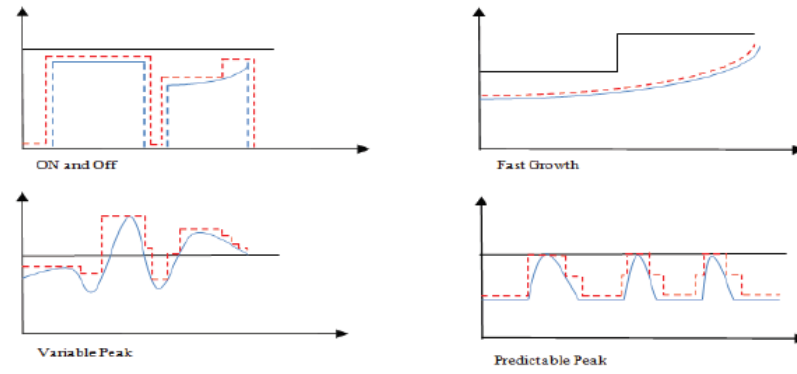 ON and Off
Fast Growth
Variable Peak
Predictable Peak